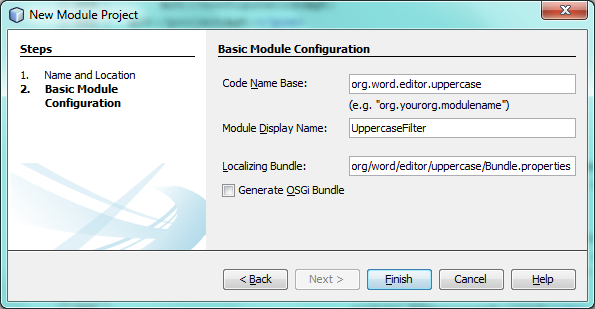 New Module Project
Steps
1. Name and Location
2. Basic Module
Configuration
Basic Module Configuration
Code Name Base: org.word.editor.uppercase
(e.g. "org.yourorg.modulename")
Module Display Name: UppercaseFilter
Localizing Bundle: org/word/editor/uppercase/Bundle.properties
Generate OSGi Bundle
< Back Next > Finish Cancel Help